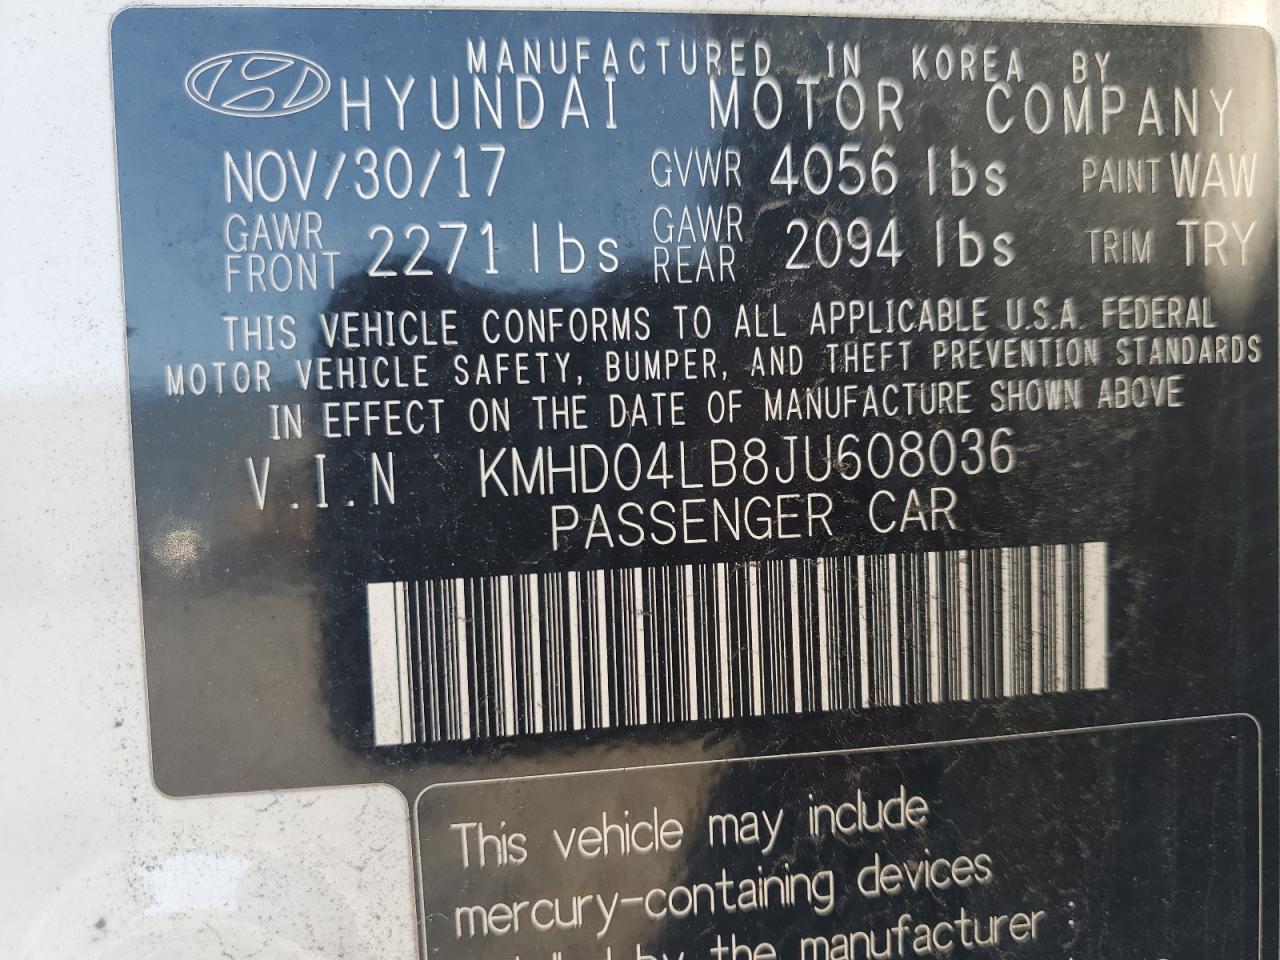 MANUFACTURED IN KOREA BY
HYUNDAI MOTOR COMPANY
NOV/30/17 GVWR 4056 lbs PAINT WAW
GAWR FRONT 2271 lbs GAWR REAR 2094 lbs TRIM TRY
THIS VEHICLE CONFORMS TO ALL APPLICABLE U.S.A. FEDERAL
MOTOR VEHICLE SAFETY, BUMPER, AND THEFT PREVENTION STANDARDS
IN EFFECT ON THE DATE OF MANUFACTURE SHOWN ABOVE
V.I.N KMHD04LB8JU608036
PASSENGER CAR
This vehicle may include
mercury-containing devices
by the manufacturer :